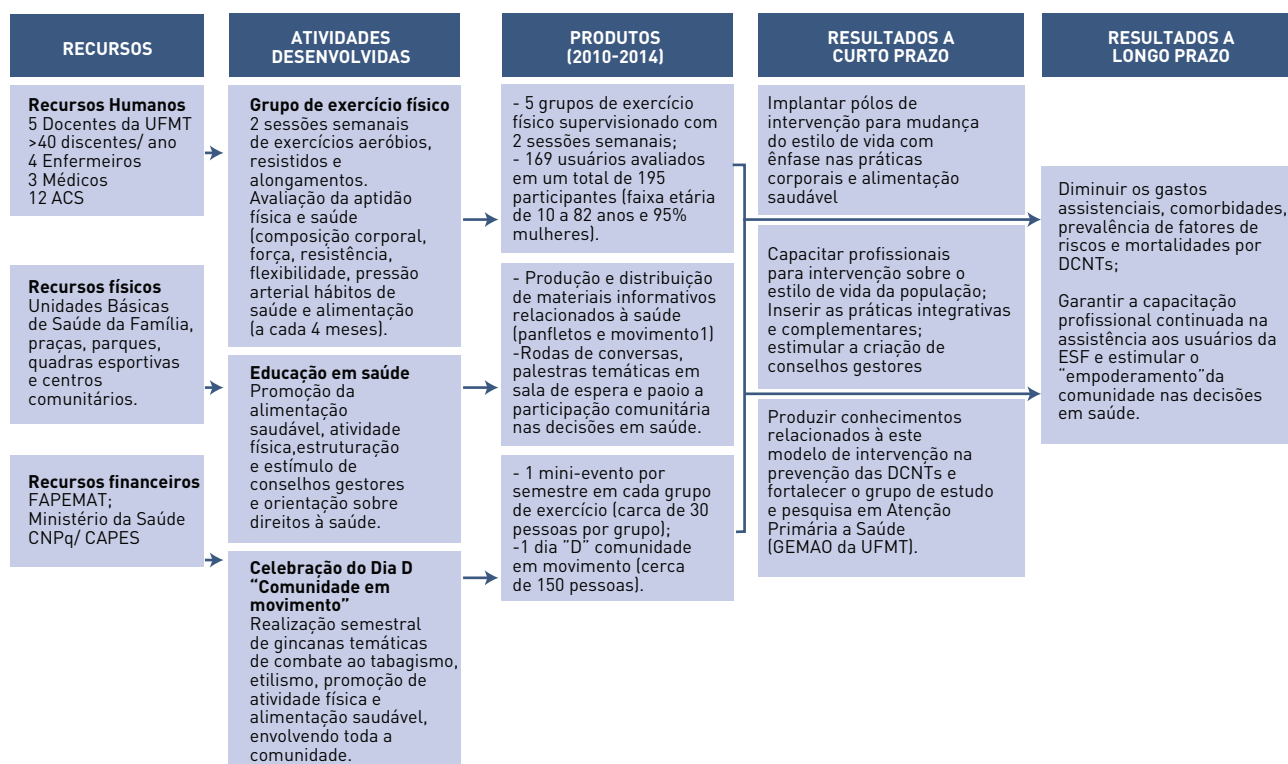 RECURSOS
Recursos Humanos
5 Docentes da UFMT
>40 discentes/ ano
4 Enfermeiros
3 Médicos
12 ACS
Recursos físicos
Unidades Básicas
de Saúde da Família,
praças, parques,
quadras esportivas
e centros
comunitários.
Recursos financeiros
FAPEMAT;
Ministério da Saúde
CNPq/ CAPES
ATIVIDADES
DESENVOLVIDAS
Grupo de exercício físico
2 sessões semanais
de exercícios aeróbios,
resistidos e
alongamentos.
Avaliação da aptidão
física e saúde
(composição corporal,
força, resistência,
flexibilidade, pressão
arterial hábitos de
saúde e alimentação
(a cada 4 meses).
Educação em saúde
Promoção da
alimentação
saudável, atividade
física,estruturação
e estímulo de
conselhos gestores
e orientação sobre
direitos à saúde.
Celebração do Dia D
“Comunidade em
movimento”
Realização semestral
de gincanas temáticas
de combate ao tabagismo,
etilismo, promoção de
atividade física e
alimentação saudável,
envolvendo toda a
comunidade.
PRODUTOS
(2010-2014)
- 5 grupos de exercício
físico supervisionado com
2 sessões semanais;
- 169 usuários avaliados
em um total de 195
participantes (faixa etária
de 10 a 82 anos e 95%
mulheres).
- Produção e distribuição
de materiais informativos
relacionados à saúde
(panfletos e movimento1)
-Rodas de conversas,
palestras temáticas em
sala de espera e paoio a
participação comunitária
nas decisões em saúde.
- 1 mini-evento por
semestre em cada grupo
de exercício (carca de 30
pessoas por grupo);
-1 dia ”D” comunidade
em movimento (cerca
de 150 pessoas).
RESULTADOS A
CURTO PRAZO
Implantar pólos de
intervenção para mudança
do estilo de vida com
ênfase nas práticas
corporais e alimentação
saudável
Capacitar profissionais
para intervenção sobre o
estilo de vida da população;
Inserir as práticas integrativas
e complementares;
estimular a criação de
conselhos gestores
Produzir conhecimentos
relacionados à este
modelo de intervenção na
prevenção das DCNTs e
fortalecer o grupo de estudo
e pesquisa em Atenção
Primária a Saúde
(GEMAO da UFMT).
RESULTADOS A
LONGO PRAZO
Diminuir os gastos
assistenciais, comorbidades,
prevalência de fatores de
riscos e mortalidades por
DCNTs;
Garantir a capacitação
profissional continuada na
assistência aos usuários da
ESF e estimular o
“empoderamento”da
comunidade nas decisões
em saúde.